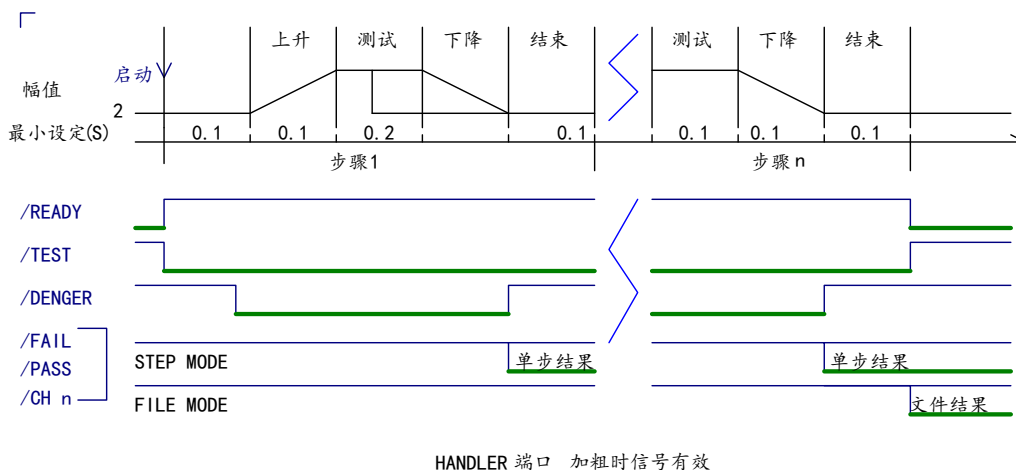 上升 测试 下降 结束 测试 下降 结束
启动
幅值
2
最小设定(S) 0.1 0.1 0.2 0.1 0.1 0.1 0.1
步骤1 步骤n
/READY
/TEST
/DENGER
/FAIL
STEP MODE 单步结果 单步结果
/PASS
/CH n
FILE MODE 文件结果
HANDLER 端口 加粗时信号有效